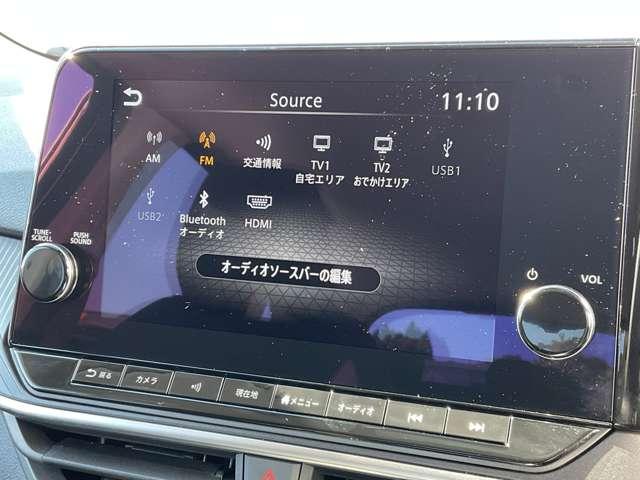 Source
11:10
AM
FM
交通情報
TV1
自宅エリア
TV2
おでかけエリア
USB1
USB2
Bluetooth
オーディオ
HDMI
オーディオソースバーの編集
TUNE・
SCROLL
PUSH
SOUND
VOL
戻る
カメラ
現在地
メニュー
オーディオ